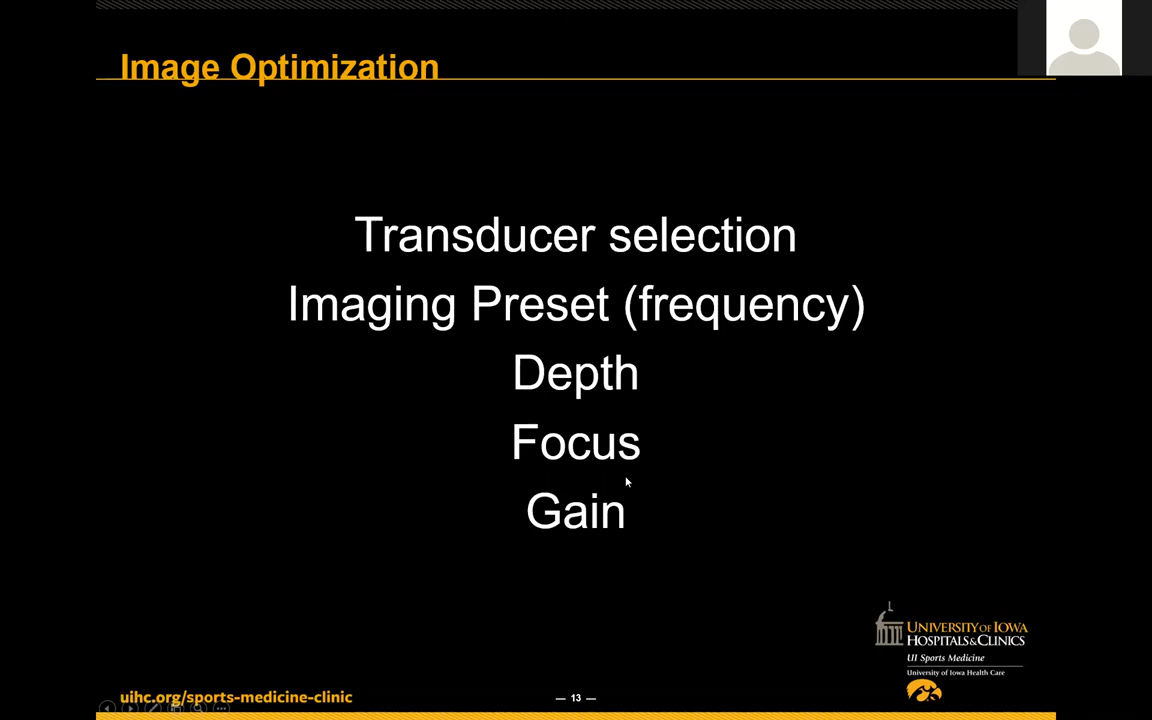 Image Optimization
Transducer selection
Imaging Preset (frequency)
Depth
Focus
Gain
UNIVERSITY OF IOWA
HOSPITALS & CLINICS
UI Sports Medicine
University of Iowa Health Care
uihc.org/sports-medicine-clinic
— 13 —